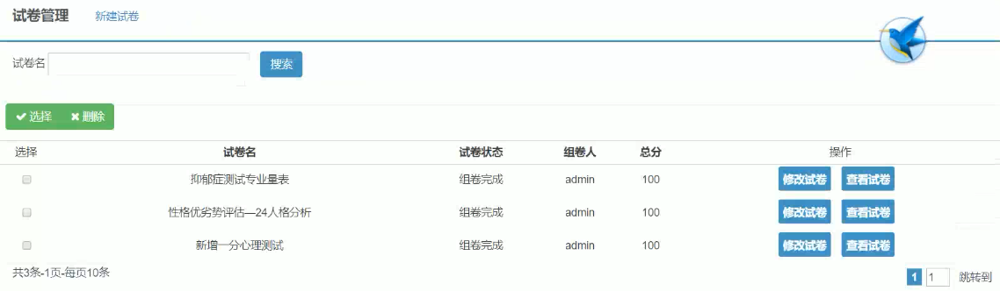 试卷管理 新建试卷
试卷名 搜索
选择 删除
选择 试卷名 试卷状态 组卷人 总分 操作
抑郁症测试专业量表 组卷完成 admin 100 修改试卷 查看试卷
性格优劣势评估—24人格分析 组卷完成 admin 100 修改试卷 查看试卷
新增一分心理测试 组卷完成 admin 100 修改试卷 查看试卷
共3条-1页-每页10条 1 1 跳转到